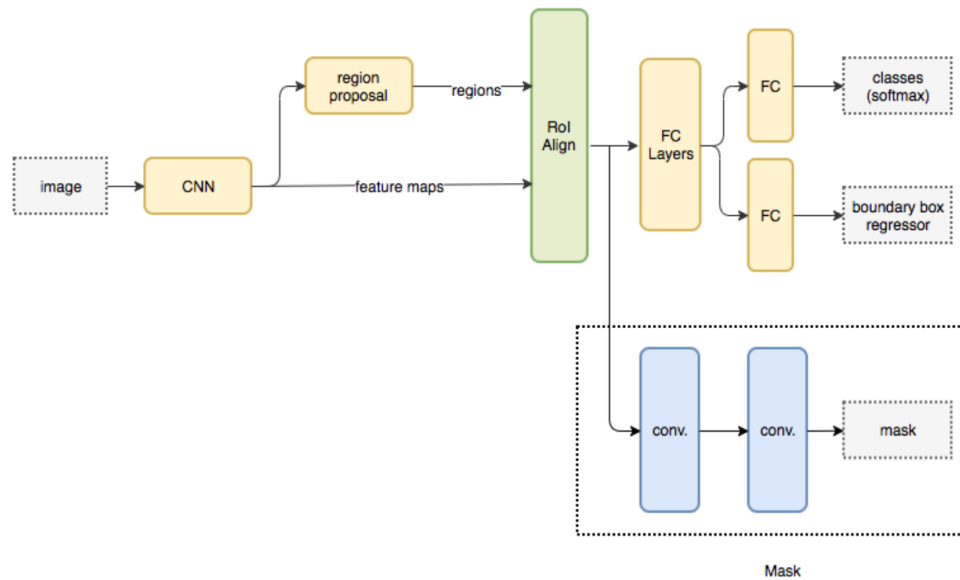 region
proposal
regions
image
CNN
feature maps
RoI
Align
FC
Layers
FC
classes
(softmax)
FC
boundary box
regressor
conv.
conv.
mask
Mask